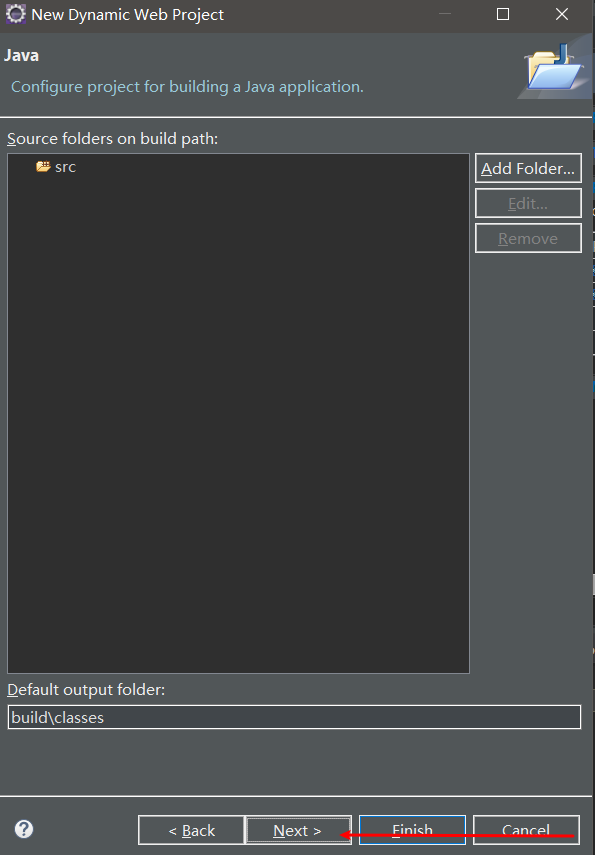 New Dynamic Web Project
Java
Configure project for building a Java application.
Source folders on build path:
src
Add Folder...
Edit...
Remove
Default output folder:
build\classes
< Back
Next >
Finish
Cancel